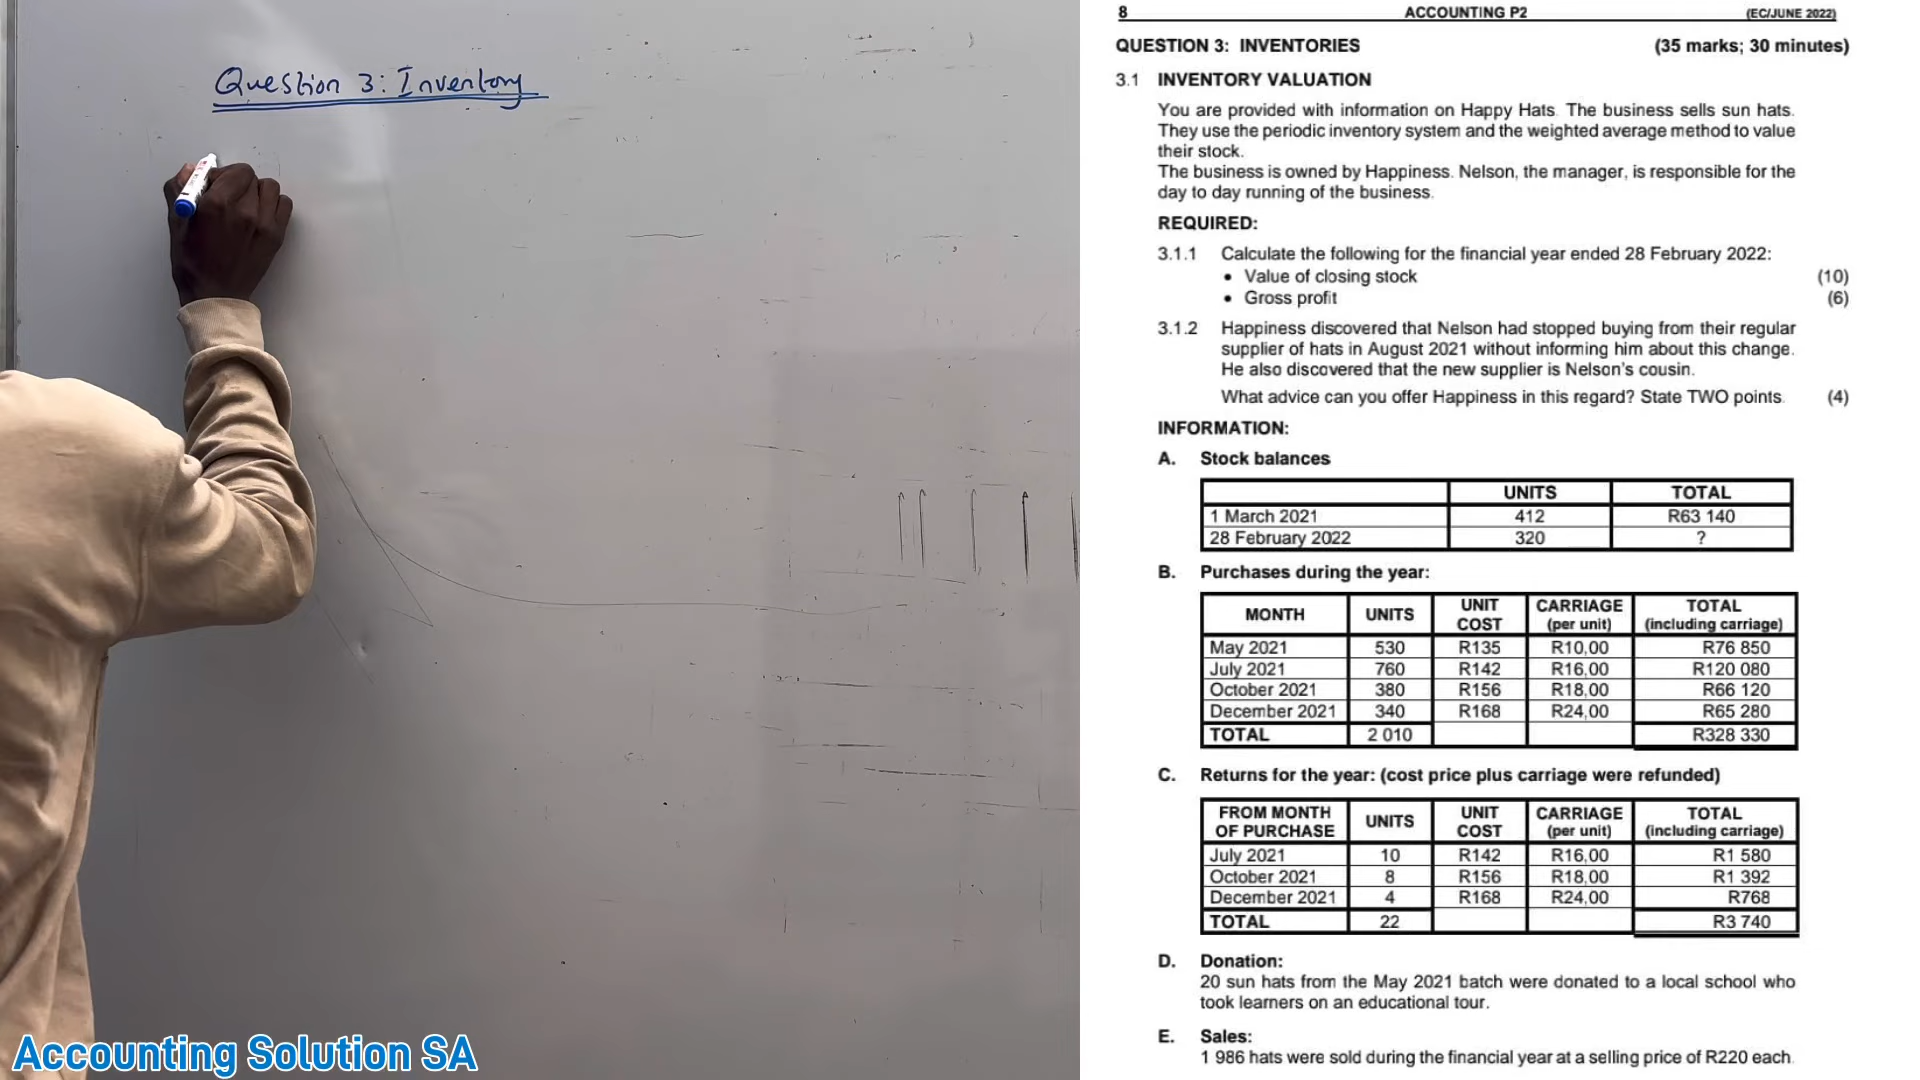 Question 3: Inventory
Accounting Solution SA
8 ACCOUNTING P2 (EC/JUNE 2022)
QUESTION 3: INVENTORIES (35 marks; 30 minutes)
3.1 INVENTORY VALUATION
You are provided with information on Happy Hats. The business sells sun hats.
They use the periodic inventory system and the weighted average method to value
their stock.
The business is owned by Happiness. Nelson, the manager, is responsible for the
day to day running of the business.
REQUIRED:
3.1.1 Calculate the following for the financial year ended 28 February 2022:
• Value of closing stock (10)
• Gross profit (6)
3.1.2 Happiness discovered that Nelson had stopped buying from their regular
supplier of hats in August 2021 without informing him about this change.
He also discovered that the new supplier is Nelson's cousin.
What advice can you offer Happiness in this regard? State TWO points. (4)
INFORMATION:
A. Stock balances
UNITS TOTAL
1 March 2021 412 R63 140
28 February 2022 320 ?
B. Purchases during the year:
MONTH UNITS UNIT COST CARRIAGE (per unit) TOTAL (including carriage)
May 2021 530 R135 R10,00 R76 850
July 2021 760 R142 R16,00 R120 080
October 2021 380 R156 R18,00 R66 120
December 2021 340 R168 R24,00 R65 280
TOTAL 2 010 R328 330
C. Returns for the year: (cost price plus carriage were refunded)
FROM MONTH OF PURCHASE UNITS UNIT COST CARRIAGE (per unit) TOTAL (including carriage)
July 2021 10 R142 R16,00 R1 580
October 2021 8 R156 R18,00 R1 392
December 2021 4 R168 R24,00 R768
TOTAL 22 R3 740
D. Donation:
20 sun hats from the May 2021 batch were donated to a local school who
took learners on an educational tour.
E. Sales:
1 986 hats were sold during the financial year at a selling price of R220 each.